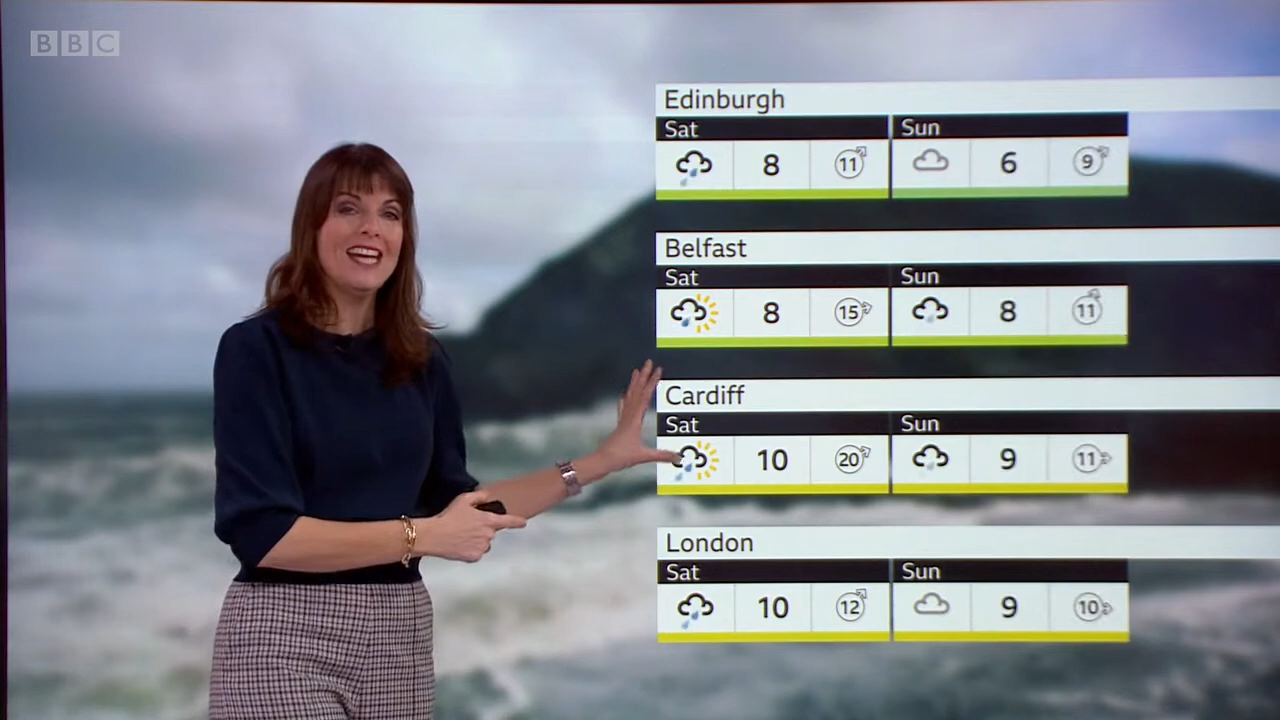 BBC
Edinburgh
Sat Sun
8 11 6 9
Belfast
Sat Sun
8 15 8 11
Cardiff
Sat Sun
10 20 9 11
London
Sat Sun
10 12 9 10